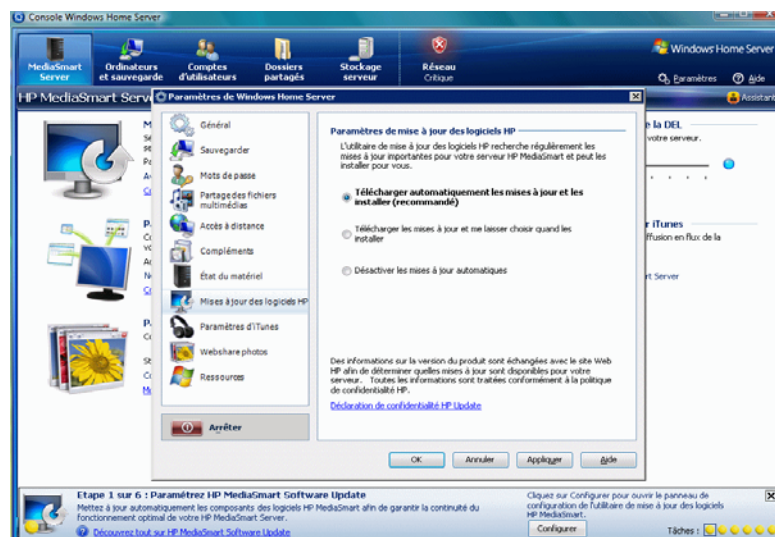 Console Windows Home Server
MediaSmart
Server
Ordinateurs
et sauvegarde
Comptes
d'utilisateurs
Dossiers
partagés
Stockage
serveur
Réseau
Critique
Windows Home Server
Paramètres
Aide
HP MediaSmart Serv
Assistant
Paramètres de Windows Home Server
Général
Sauvegarder
Mots de passe
Partage des fichiers
multimédias
Accès à distance
Compléments
État du matériel
Mises à jour des logiciels HP
Paramètres d'iTunes
Webshare photos
Ressources
Arrêter
Paramètres de mise à jour des logiciels HP
L'utilitaire de mise à jour des logiciels HP recherche régulièrement les
mises à jour importantes pour votre serveur HP MediaSmart et peut les
installer pour vous.
Télécharger automatiquement les mises à jour et les
installer (recommandé)
Télécharger les mises à jour et me laisser choisir quand les
installer
Désactiver les mises à jour automatiques
Des informations sur la version du produit sont échangées avec le site Web
HP afin de déterminer quelles mises à jour sont disponibles pour votre
serveur. Toutes les informations sont traitées conformément à la politique
de confidentialité HP.
Déclaration de confidentialité HP Update
OK
Annuler
Appliquer
Aide
e la DEL
votre serveur.
r iTunes
ffusion en flux de la
rt Server
Etape 1 sur 6 : Paramétrez HP MediaSmart Software Update
Mettez à jour automatiquement les composants des logiciels HP MediaSmart afin de garantir la continuité du
fonctionnement optimal de votre HP MediaSmart Server.
Découvrez tout sur HP MediaSmart Software Update
Cliquez sur Configurer pour ouvrir le panneau de
configuration de l'utilitaire de mise à jour des logiciels
HP MediaSmart.
Configurer
Tâches :